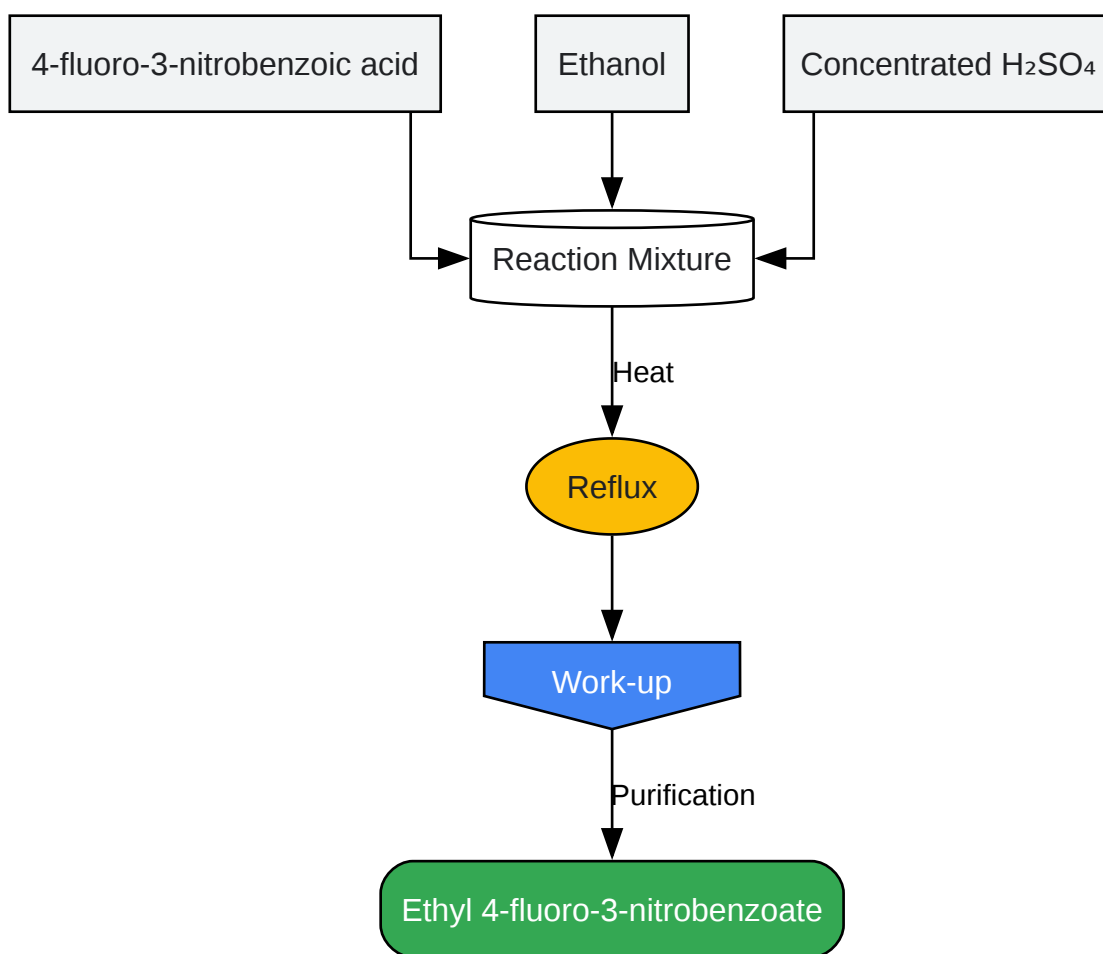 4-fluoro-3-nitrobenzoic acid
Ethanol
Concentrated H₂SO₄
Reaction Mixture
Heat
Reflux
Work-up
Purification
Ethyl 4-fluoro-3-nitrobenzoate